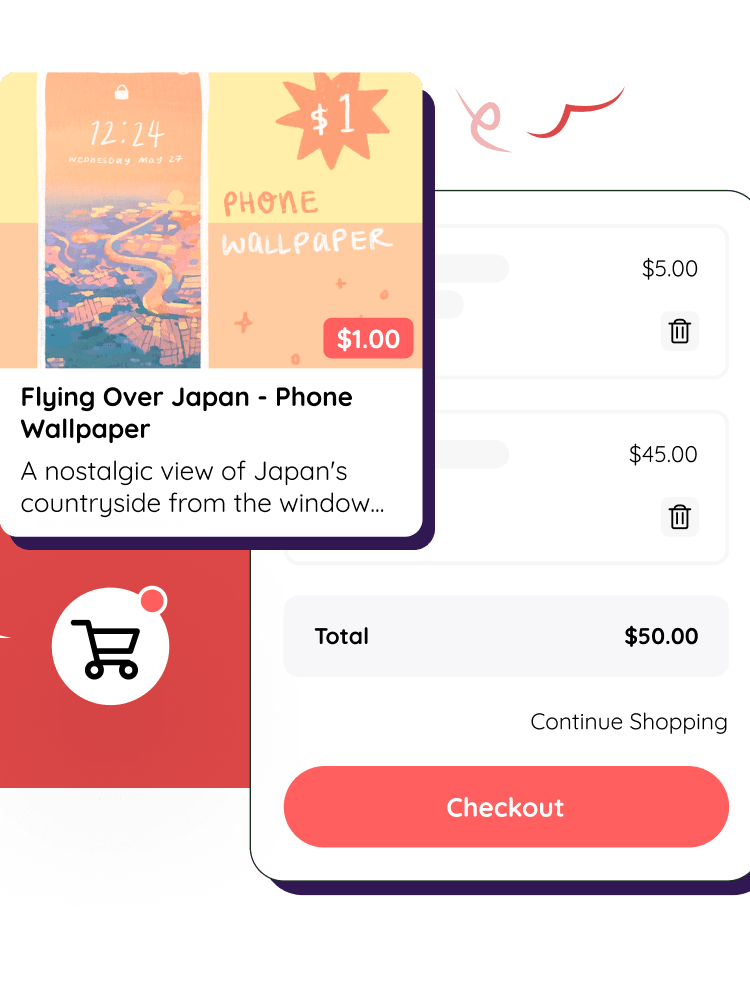 12:24
WEDNESDAY, MAY 27
$1
PHONE
WALLPAPER
$1.00
Flying Over Japan - Phone
Wallpaper
A nostalgic view of Japan's
countryside from the window...
$5.00
$45.00
Total $50.00
Continue Shopping
Checkout